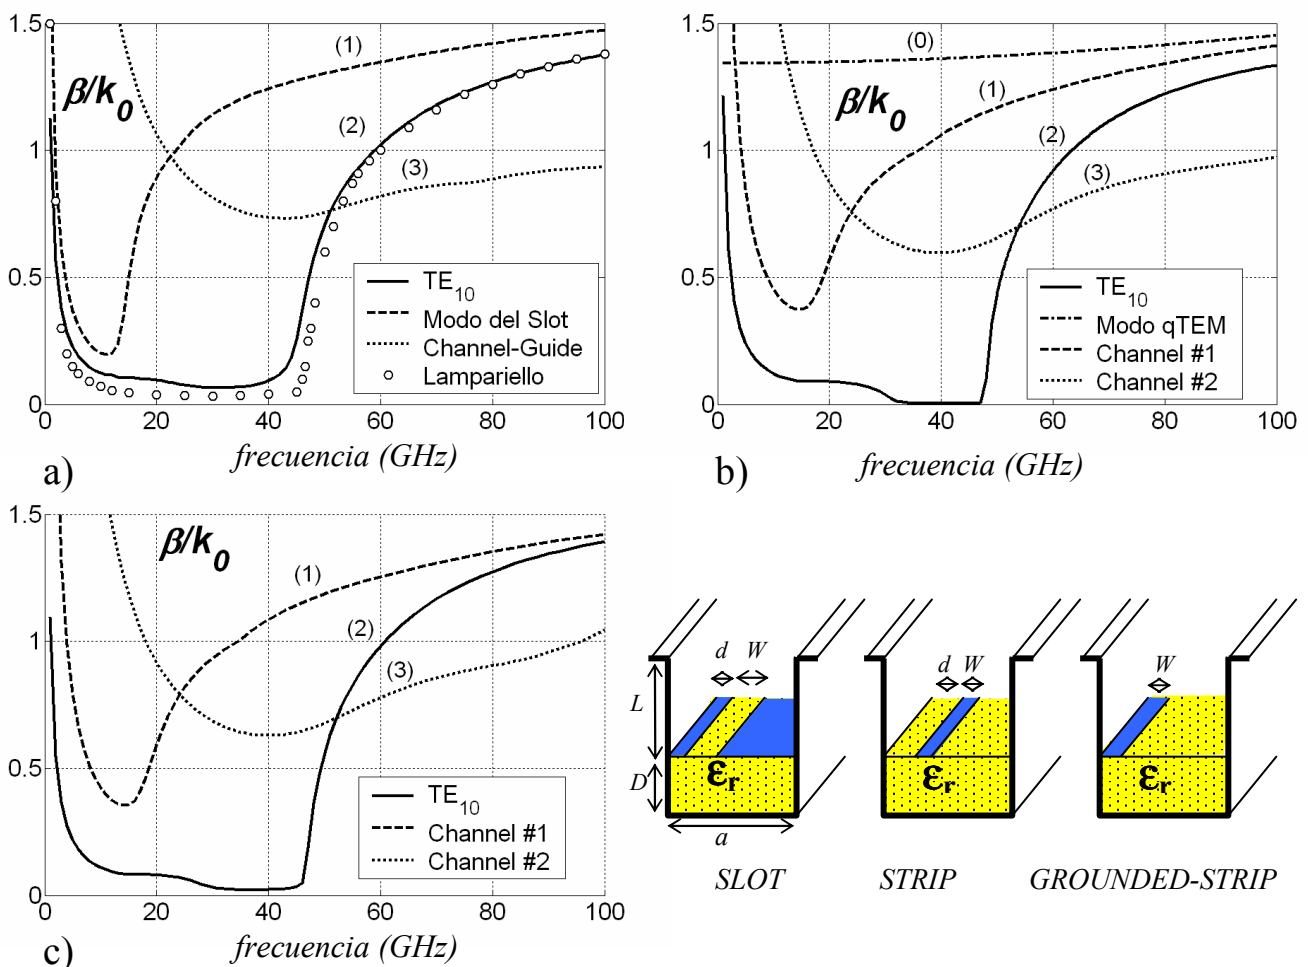 1.5
1
0.5
0
β/k0
(1)
(2)
(3)
TE10
Modo del Slot
Channel-Guide
Lampariello
0 20 40 60 80 100
frecuencia (GHz)
a)
1.5
1
0.5
0
β/k0
(0)
(1)
(2)
(3)
TE10
Modo qTEM
Channel #1
Channel #2
0 20 40 60 80 100
frecuencia (GHz)
b)
1.5
1
0.5
0
β/k0
(1)
(2)
(3)
TE10
Channel #1
Channel #2
0 20 40 60 80 100
frecuencia (GHz)
c)
d W
L
D
εr
a
SLOT
d W
εr
STRIP
W
εr
GROUNDED-STRIP